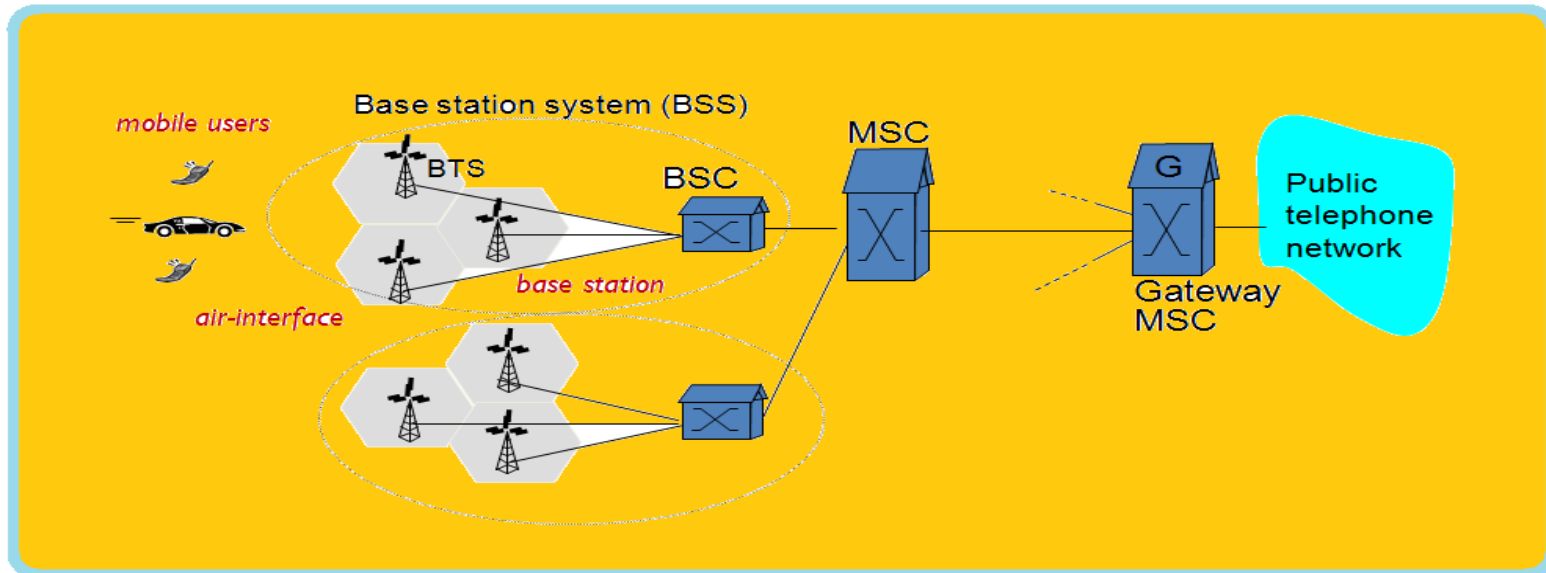 Base station system (BSS)
mobile users
BTS
MSC
BSC
G
Public
telephone
network
base station
air-interface
Gateway
MSC